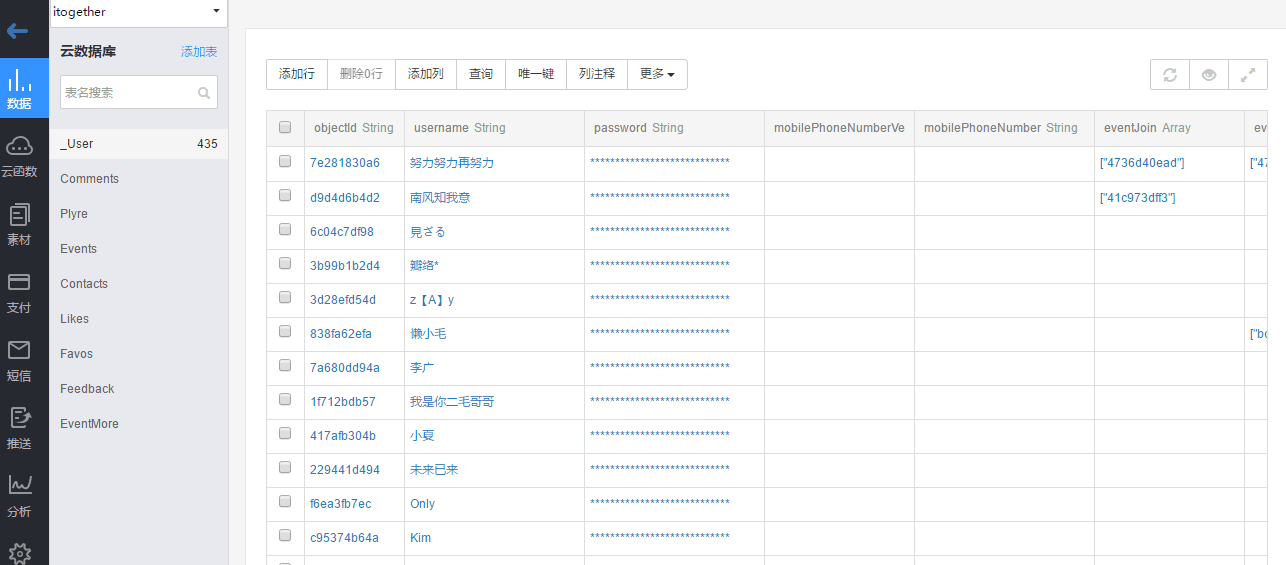 itogether
云数据库 添加表
表名搜索
_User 435
Comments
Plyre
Events
Contacts
Likes
Favos
Feedback
EventMore
数据
云函数
素材
支付
短信
推送
分析
添加行 删除0行 添加列 查询 唯一键 列注释 更多
objectId String username String password String mobilePhoneNumberVe mobilePhoneNumber String eventJoin Array ev
7e281830a6 努力努力再努力 **************************** ["4736d40ead"] ["47
d9d4d6b4d2 南风知我意 **************************** ["41c973dff3"]
6c04c7df98 見ざる ****************************
3b99b1b2d4 瓣络* ****************************
3d28efd54d z【A】y ****************************
838fa62efa 懒小毛 **************************** ["bc
7a680dd94a 李广 ****************************
1f712bdb57 我是你二毛哥哥 ****************************
417afb304b 小夏 ****************************
229441d494 未来已来 ****************************
f6ea3fb7ec Only ****************************
c95374b64a Kim ****************************